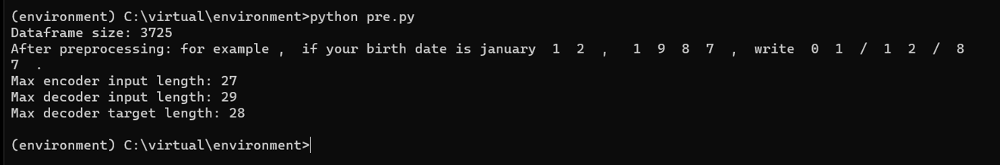 (environment) C:\virtual\environment>python pre.py
Dataframe size: 3725
After preprocessing: for example ,  if your birth date is january  1  2  ,   1  9  8  7  ,  write  0  1  /  1  2  /  8
7  .
Max encoder input length: 27
Max decoder input length: 29
Max decoder target length: 28
(environment) C:\virtual\environment>